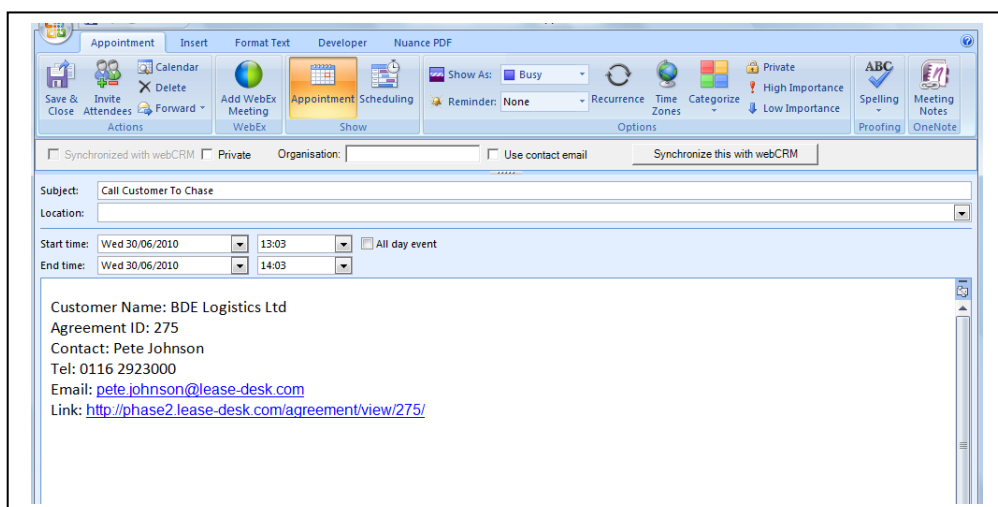 Appointment Insert Format Text Developer Nuance PDF
Save & Close
Invite Attendees
Calendar
Delete
Forward
Actions
Add WebEx Meeting
WebEx
Appointment
Scheduling
Show
Show As: Busy
Reminder: None
Recurrence
Time Zones
Categorize
Private
High Importance
Low Importance
Options
ABC
Spelling
Proofing
Meeting Notes
OneNote
Synchronized with webCRM Private Organisation: Use contact email Synchronize this with webCRM
Subject: Call Customer To Chase
Location:
Start time: Wed 30/06/2010 13:03 All day event
End time: Wed 30/06/2010 14:03
Customer Name: BDE Logistics Ltd
Agreement ID: 275
Contact: Pete Johnson
Tel: 0116 2923000
Email: pete.johnson@lease-desk.com
Link: http://phase2.lease-desk.com/agreement/view/275/